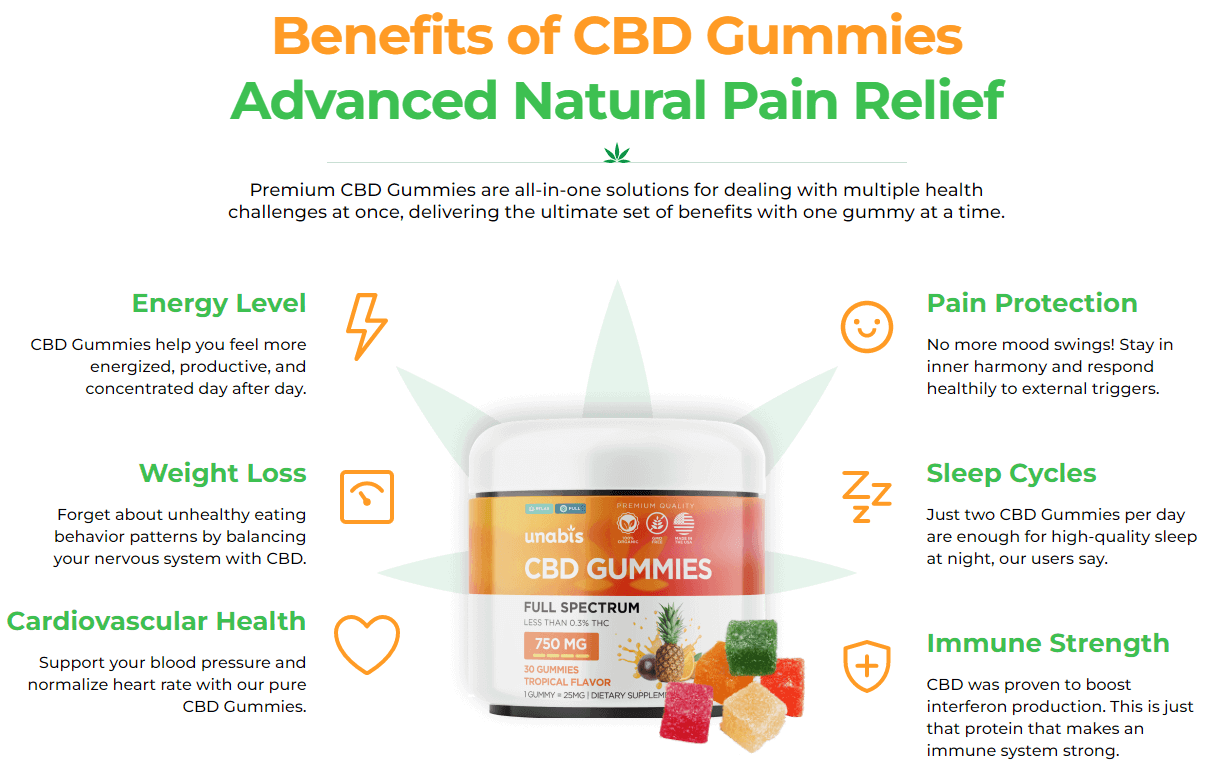 Benefits of CBD Gummies
Advanced Natural Pain Relief
Premium CBD Gummies are all-in-one solutions for dealing with multiple health
challenges at once, delivering the ultimate set of benefits with one gummy at a time.
Energy Level
CBD Gummies help you feel more
energized, productive, and
concentrated day after day.
Weight Loss
Forget about unhealthy eating
behavior patterns by balancing
your nervous system with CBD.
Cardiovascular Health
Support your blood pressure and
normalize heart rate with our pure
CBD Gummies.
RELAX
FULL
PREMIUM QUALITY
100%
ORGANIC
GMO
FREE
MADE IN
THE USA
unabis
CBD GUMMIES
FULL SPECTRUM
LESS THAN 0.3% THC
750 MG
30 GUMMIES
TROPICAL FLAVOR
1 GUMMY = 25MG | DIETARY SUPPLEM
Pain Protection
No more mood swings! Stay in
inner harmony and respond
healthily to external triggers.
Sleep Cycles
Just two CBD Gummies per day
are enough for high-quality sleep
at night, our users say.
Immune Strength
CBD was proven to boost
interferon production. This is just
that protein that makes an
immune system strong.